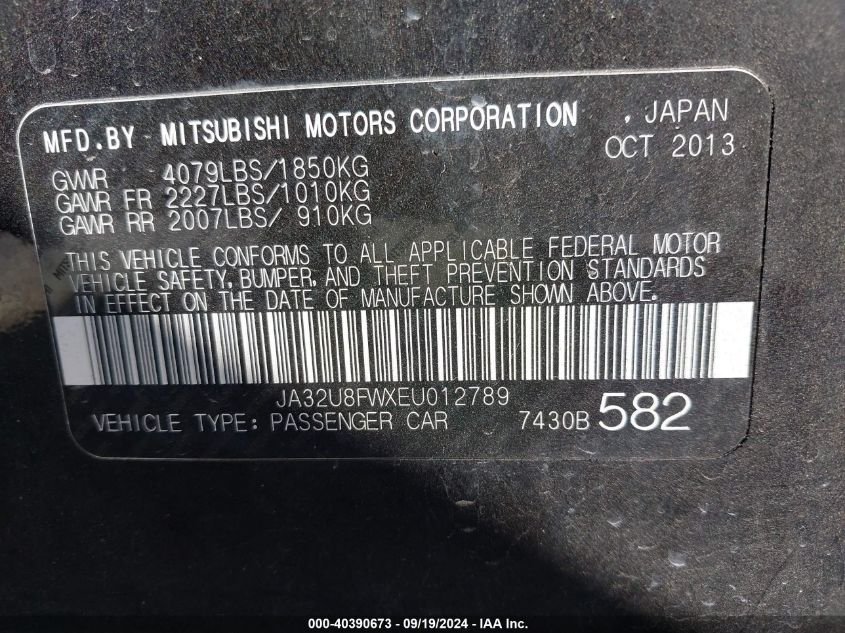 MFD.BY MITSUBISHI MOTORS CORPORATION , JAPAN
OCT 2013
GVWR 4079LBS/1850KG
GAWR FR 2227LBS/1010KG
GAWR RR 2007LBS/ 910KG
THIS VEHICLE CONFORMS TO ALL APPLICABLE FEDERAL MOTOR
VEHICLE SAFETY, BUMPER, AND THEFT PREVENTION STANDARDS
IN EFFECT ON THE DATE OF MANUFACTURE SHOWN ABOVE.
JA32U8FWXEU012789
VEHICLE TYPE: PASSENGER CAR 7430B 582
000-40390673 - 09/19/2024 - IAA Inc.